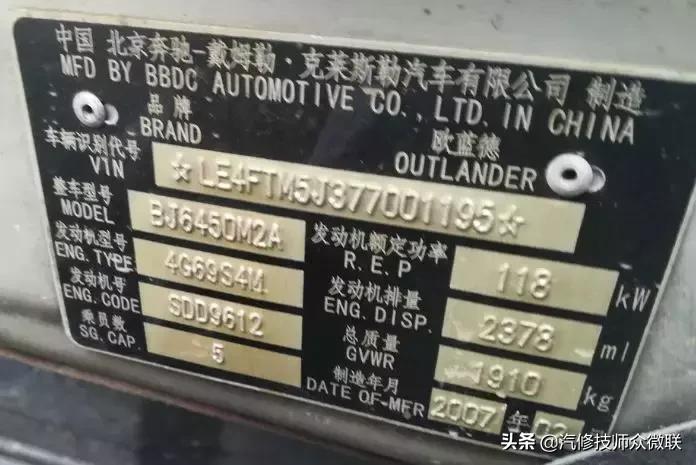 中国 北京奔驰-戴姆勒·克莱斯勒汽车有限公司 制造
MFD BY BBDC AUTOMOTIVE CO.,LTD. IN CHINA
品牌 欧蓝德
BRAND OUTLANDER
车辆识别代号
VIN ☆LE4FTM5J377001195☆
整车型号 发动机额定功率
MODEL BJ6450M2A R.E.P 118 kW
发动机型号 发动机排量
ENG.TYPE 4G69S4M ENG.DISP. 2378 ml
发动机号 总质量
ENG.CODE SDD9612 GVWR 1910 kg
乘员数 制造年月
SG.CAP. 5 DATE OF-MFR 2007 年
头条 @汽修技师众微联